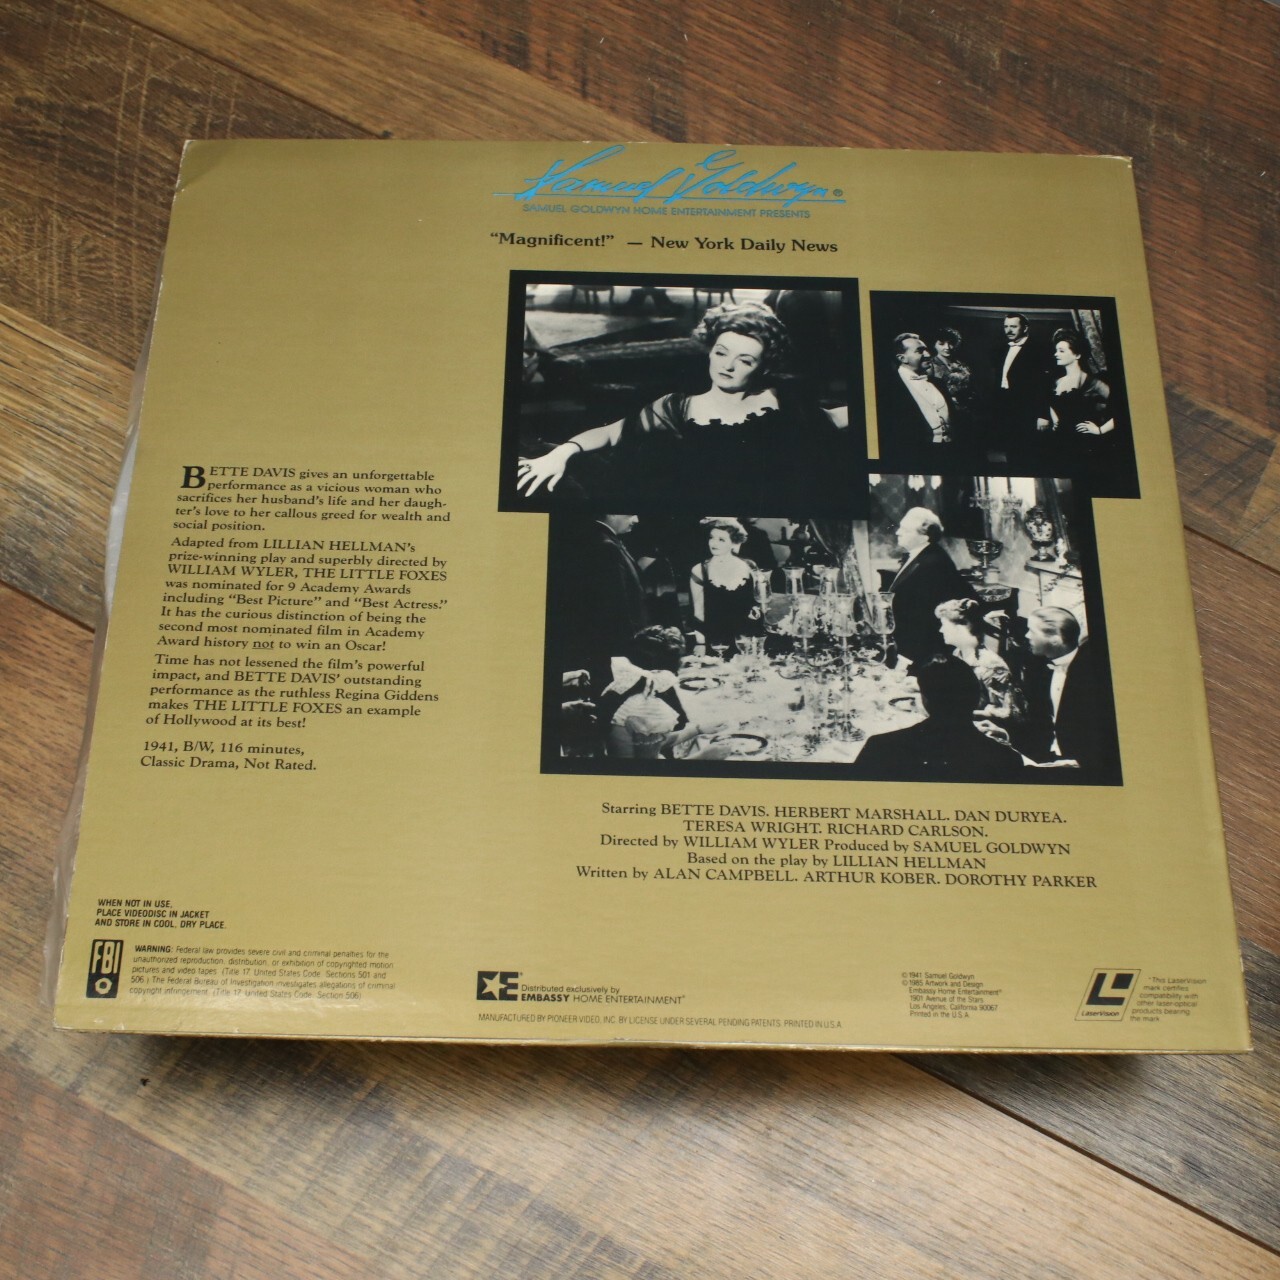 Samuel Goldwyn®
SAMUEL GOLDWYN HOME ENTERTAINMENT PRESENTS
“Magnificent!” — New York Daily News
BETTE DAVIS gives an unforgettable
performance as a vicious woman who
sacrifices her husband's life and her daugh-
ter's love to her callous greed for wealth and
social position.
Adapted from LILLIAN HELLMAN's
prize-winning play and superbly directed by
WILLIAM WYLER, THE LITTLE FOXES
was nominated for 9 Academy Awards
including “Best Picture” and “Best Actress.”
It has the curious distinction of being the
second most nominated film in Academy
Award history not to win an Oscar!
Time has not lessened the film's powerful
impact, and BETTE DAVIS' outstanding
performance as the ruthless Regina Giddens
makes THE LITTLE FOXES an example
of Hollywood at its best!
1941, B/W, 116 minutes,
Classic Drama, Not Rated.
Starring BETTE DAVIS. HERBERT MARSHALL. DAN DURYEA.
TERESA WRIGHT. RICHARD CARLSON.
Directed by WILLIAM WYLER Produced by SAMUEL GOLDWYN
Based on the play by LILLIAN HELLMAN
Written by ALAN CAMPBELL. ARTHUR KOBER. DOROTHY PARKER
WHEN NOT IN USE,
PLACE VIDEODISC IN JACKET
AND STORE IN COOL, DRY PLACE.
FBI
WARNING: Federal law provides severe civil and criminal penalties for the
unauthorized reproduction, distribution, or exhibition of copyrighted motion
pictures and video tapes. (Title 17 United States Code. Sections 501 and
506.) The Federal Bureau of Investigation investigates allegations of criminal
copyright infringement. (Title 17, United States Code, Section 506)
E®
Distributed exclusively by
EMBASSY HOME ENTERTAINMENT®
MANUFACTURED BY PIONEER VIDEO, INC. BY LICENSE UNDER SEVERAL PENDING PATENTS. PRINTED IN U.S.A
© 1941 Samuel Goldwyn
© 1985 Artwork and Design
Embassy Home Entertainment®
1901 Avenue of the Stars
Los Angeles, California 90067
Printed in the U.S.A.
L
LaserVision
"This LaserVision
mark certifies
compatibility with
other laser-optical
products bearing
the mark